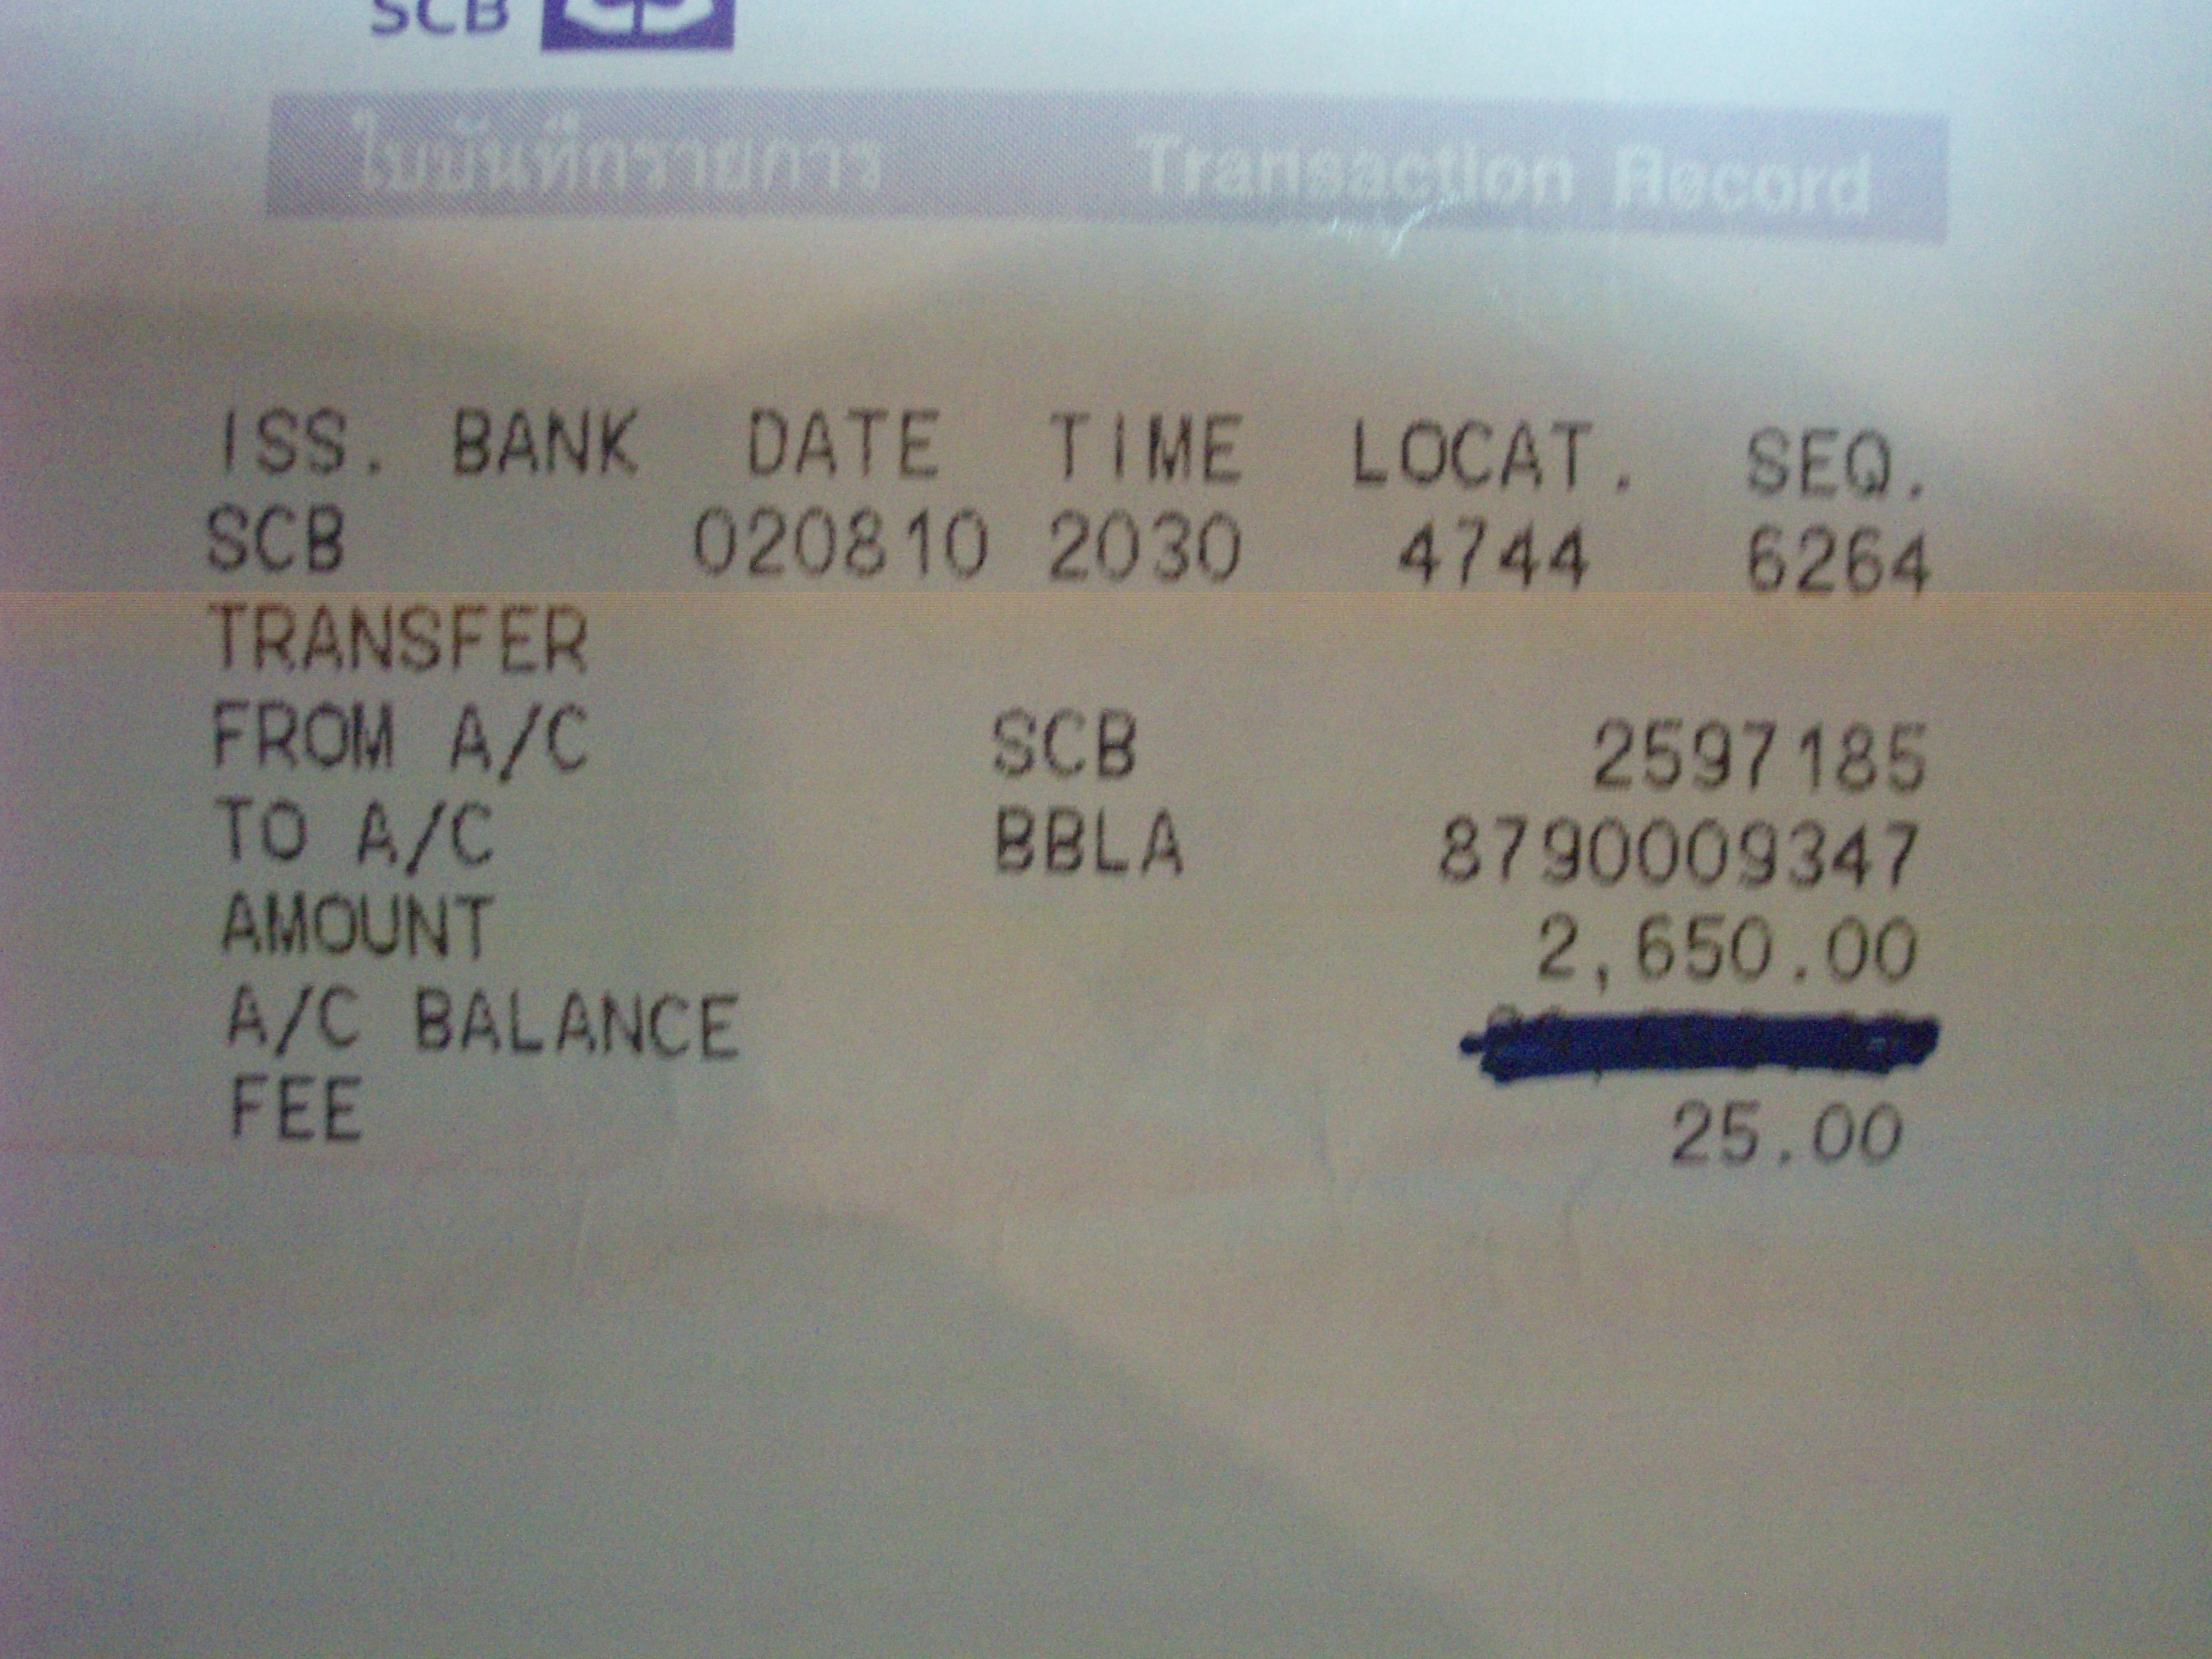 SCB
ใบบันทึกรายการ Transaction Record
ISS. BANK DATE TIME LOCAT. SEQ.
SCB 020810 2030 4744 6264
TRANSFER
FROM A/C SCB 2597185
TO A/C BBLA 8790009347
AMOUNT 2,650.00
A/C BALANCE
FEE 25.00